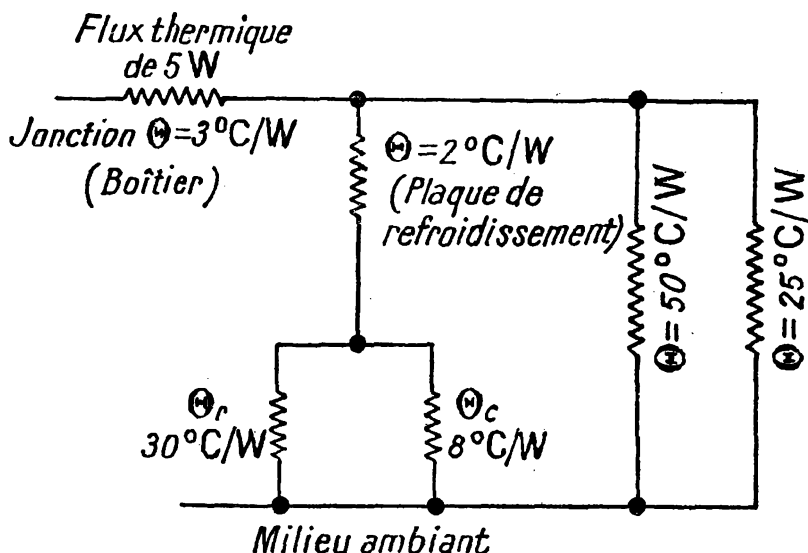 Flux thermique
de 5 W
Jonction Θ=3°C/W
(Boîtier)
Θ=2°C/W
(Plaque de
refroidissement)
Θ=50°C/W
Θ=25°C/W
Θr
30°C/W
Θc
8°C/W
Milieu ambiant